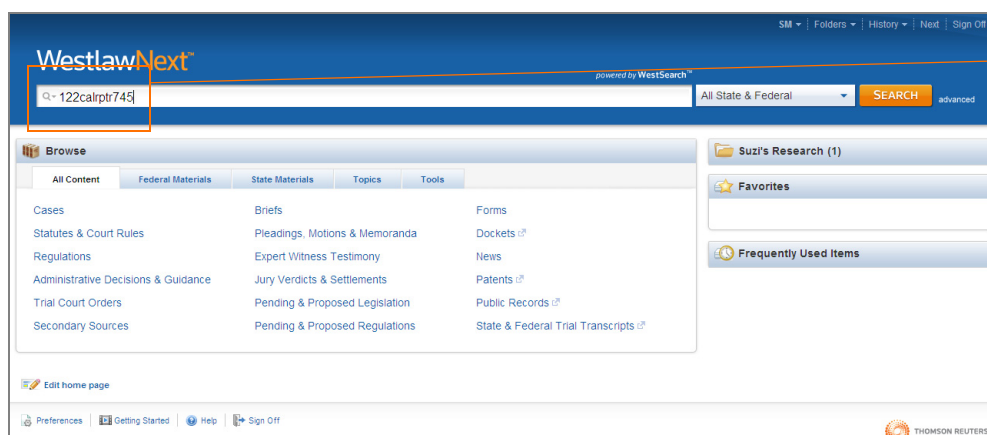 SM Folders History Next Sign Off
WestlawNext™
powered by WestSearch™
122calrptr745
All State & Federal
SEARCH
advanced
Browse
All Content Federal Materials State Materials Topics Tools
Cases Briefs Forms
Statutes & Court Rules Pleadings, Motions & Memoranda Dockets
Regulations Expert Witness Testimony News
Administrative Decisions & Guidance Jury Verdicts & Settlements Patents
Trial Court Orders Pending & Proposed Legislation Public Records
Secondary Sources Pending & Proposed Regulations State & Federal Trial Transcripts
Suzi's Research (1)
Favorites
Frequently Used Items
Edit home page
Preferences Getting Started Help Sign Off
THOMSON REUTERS